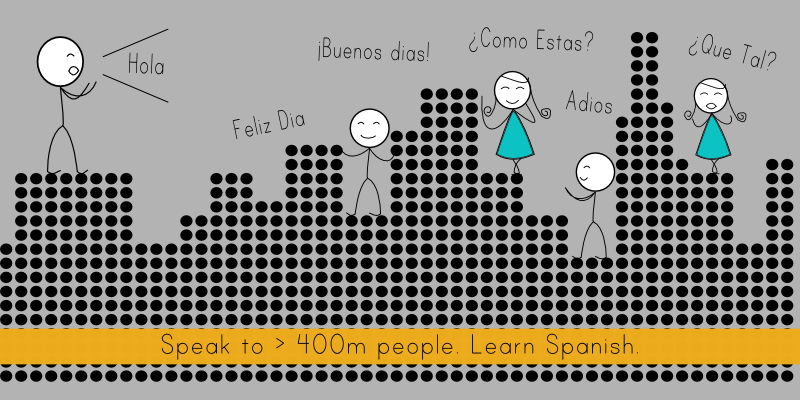 Hola
¡Buenos dias!
¿Como Estas?
¿Que Tal?
Feliz Dia
Adios
Speak to > 400m people. Learn Spanish.